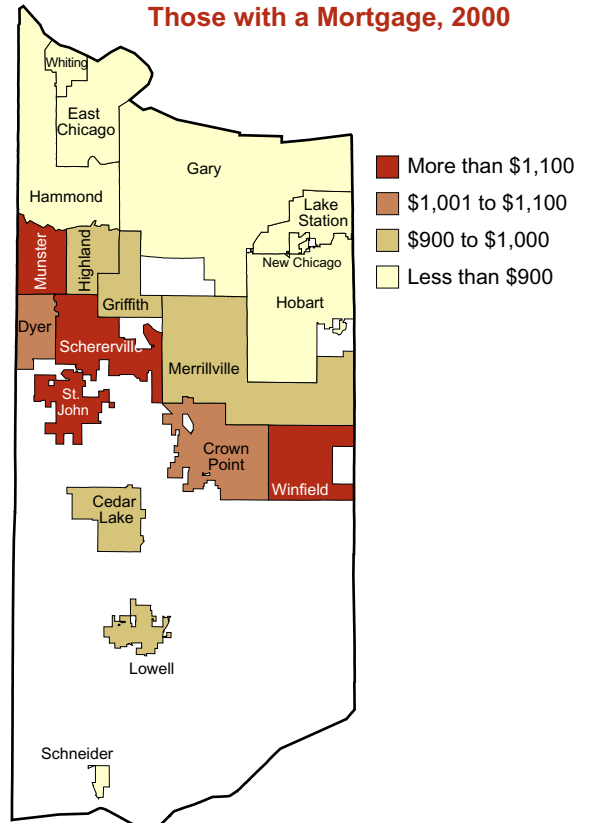 Those with a Mortgage, 2000
Whiting
East
Chicago
Gary
Hammond
Lake
Station
New Chicago
Hobart
Munster
Highland
Griffith
Dyer
Schererville
Merrillville
St.
John
Crown
Point
Winfield
Cedar
Lake
Lowell
Schneider
More than $1,100
$1,001 to $1,100
$900 to $1,000
Less than $900